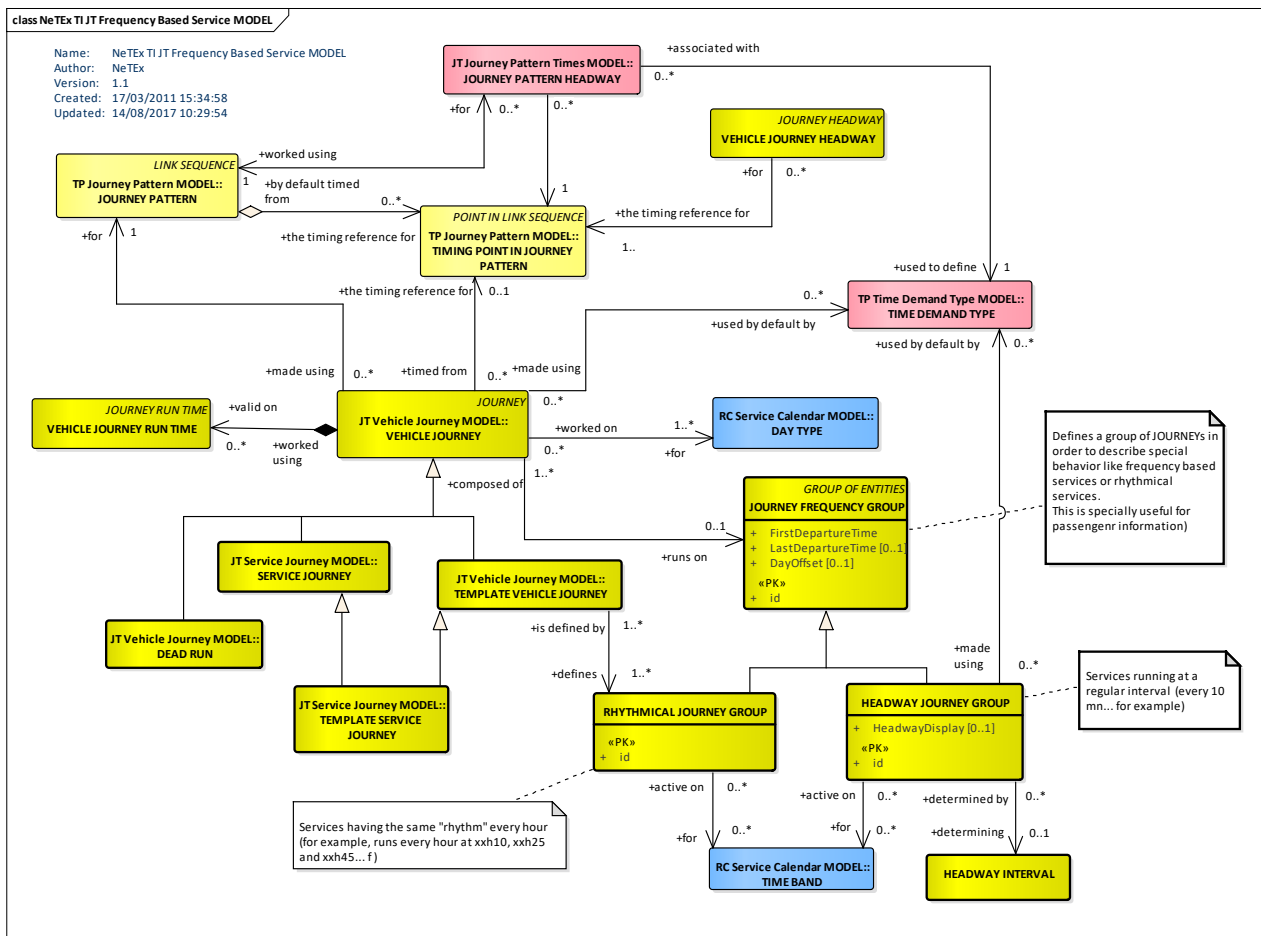 class NeTEx TI JT Frequency Based Service MODEL
Name: NeTEx TI JT Frequency Based Service MODEL
Author: NeTEx
Version: 1.1
Created: 17/03/2011 15:34:58
Updated: 14/08/2017 10:29:54
JT Journey Pattern Times MODEL::
JOURNEY PATTERN HEADWAY
+associated with
0..*
+for
0..*
0..*
JOURNEY HEADWAY
VEHICLE JOURNEY HEADWAY
+for
0..*
+worked using
1
LINK SEQUENCE
TP Journey Pattern MODEL::
JOURNEY PATTERN
+by default timed
from
0..*
1
+the timing reference for
+for
1
POINT IN LINK SEQUENCE
TP Journey Pattern MODEL::
TIMING POINT IN JOURNEY
PATTERN
+the timing reference for
1..
+the timing reference for
0..1
+used to define
1
0..*
TP Time Demand Type MODEL::
TIME DEMAND TYPE
+used by default by
+used by default by
0..*
+made using
0..*
+timed from
0..*
+made using
0..*
JOURNEY RUN TIME
VEHICLE JOURNEY RUN TIME
+valid on
0..*
+worked
using
JOURNEY
JT Vehicle Journey MODEL::
VEHICLE JOURNEY
+worked on
0..*
1..*
+for
RC Service Calendar MODEL::
DAY TYPE
+composed of
1..*
0..1
+runs on
Defines a group of JOURNEYs in
order to describe special
behavior like frequency based
services or rhythmical
services.
This is specially useful for
passengenr information)
GROUP OF ENTITIES
JOURNEY FREQUENCY GROUP
+ FirstDepartureTime
+ LastDepartureTime [0..1]
+ DayOffset [0..1]
«PK»
+ id
JT Service Journey MODEL::
SERVICE JOURNEY
JT Vehicle Journey MODEL::
TEMPLATE VEHICLE JOURNEY
JT Vehicle Journey MODEL::
DEAD RUN
+is defined by
1..*
+defines
1..*
JT Service Journey MODEL::
TEMPLATE SERVICE
JOURNEY
+made
using
0..*
Services running at a
regular interval (every 10
mn... for example)
RHYTHMICAL JOURNEY GROUP
«PK»
+ id
HEADWAY JOURNEY GROUP
+ HeadwayDisplay [0..1]
«PK»
+ id
Services having the same "rhythm" every hour
(for example, runs every hour at xxh10, xxh25
and xxh45... f )
+active on
0..*
+for
0..*
+active on
0..*
+for
0..*
+determined by
0..*
+determining
0..1
RC Service Calendar MODEL::
TIME BAND
HEADWAY INTERVAL